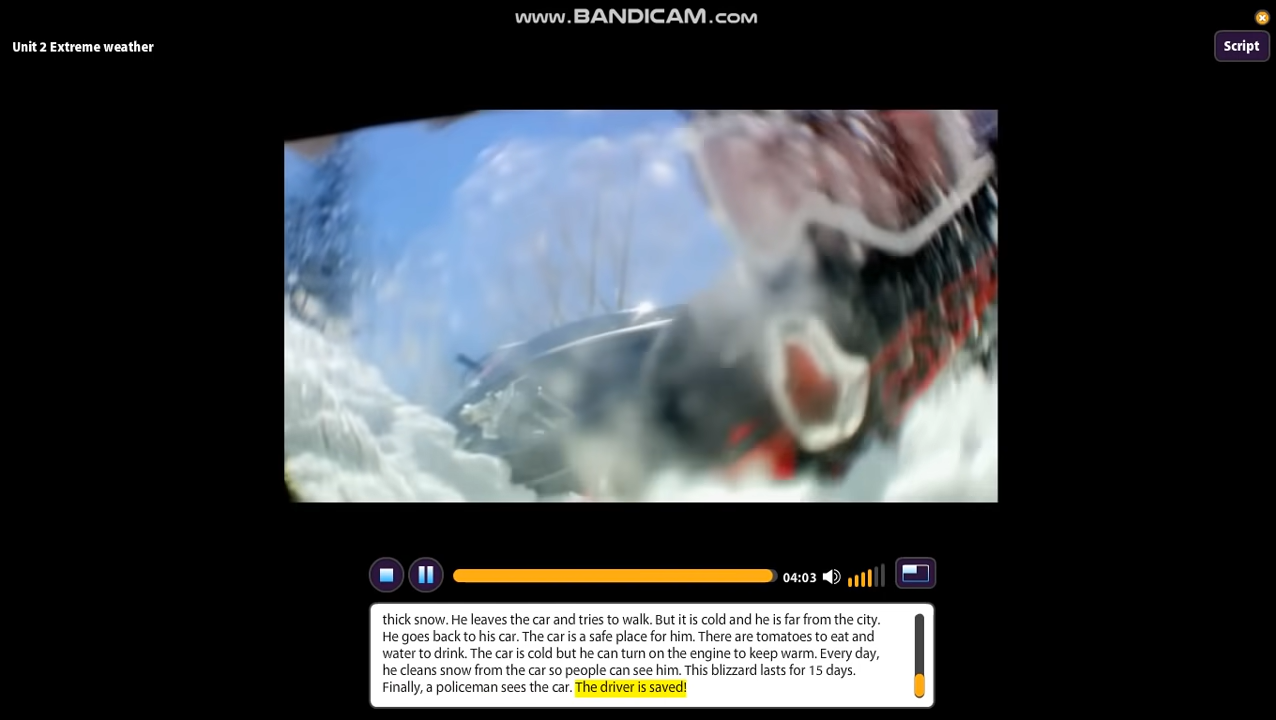 www.BANDICAM.com
Unit 2 Extreme weather
Script
04:03
thick snow. He leaves the car and tries to walk. But it is cold and he is far from the city.
He goes back to his car. The car is a safe place for him. There are tomatoes to eat and
water to drink. The car is cold but he can turn on the engine to keep warm. Every day,
he cleans snow from the car so people can see him. This blizzard lasts for 15 days.
Finally, a policeman sees the car. The driver is saved!